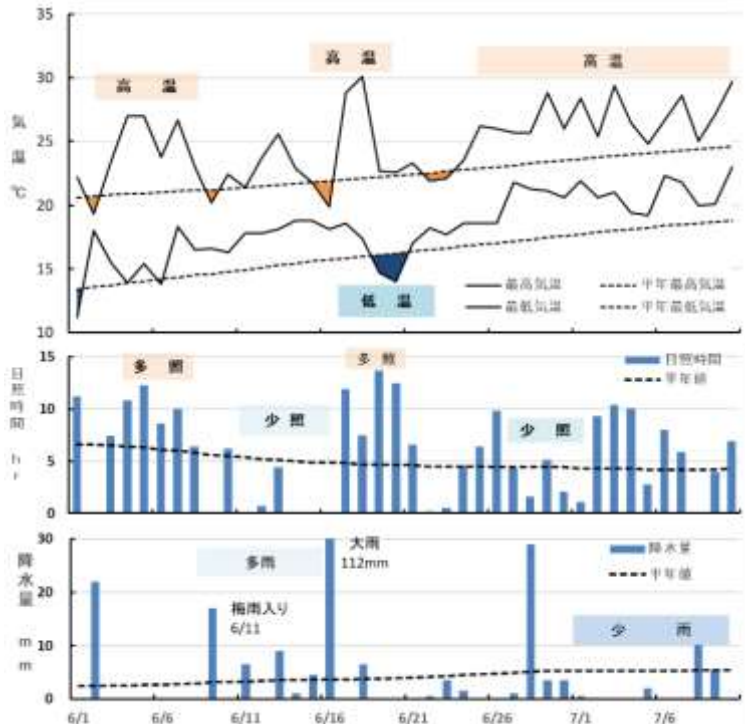 35
30
25
20
15
10
気温 ℃
高 温
高 温
高 温
低 温
最高気温
平年最高気温
最低気温
平年最低気温
15
10
5
0
日照時間 hr
多 照
多 照
少 照
少 照
日照時間
平年値
30
20
10
0
降水量 mm
多雨
大雨
112mm
梅雨入り
6/11
少 雨
降水量
平年値
6/1
6/6
6/11
6/16
6/21
6/26
7/1
7/6